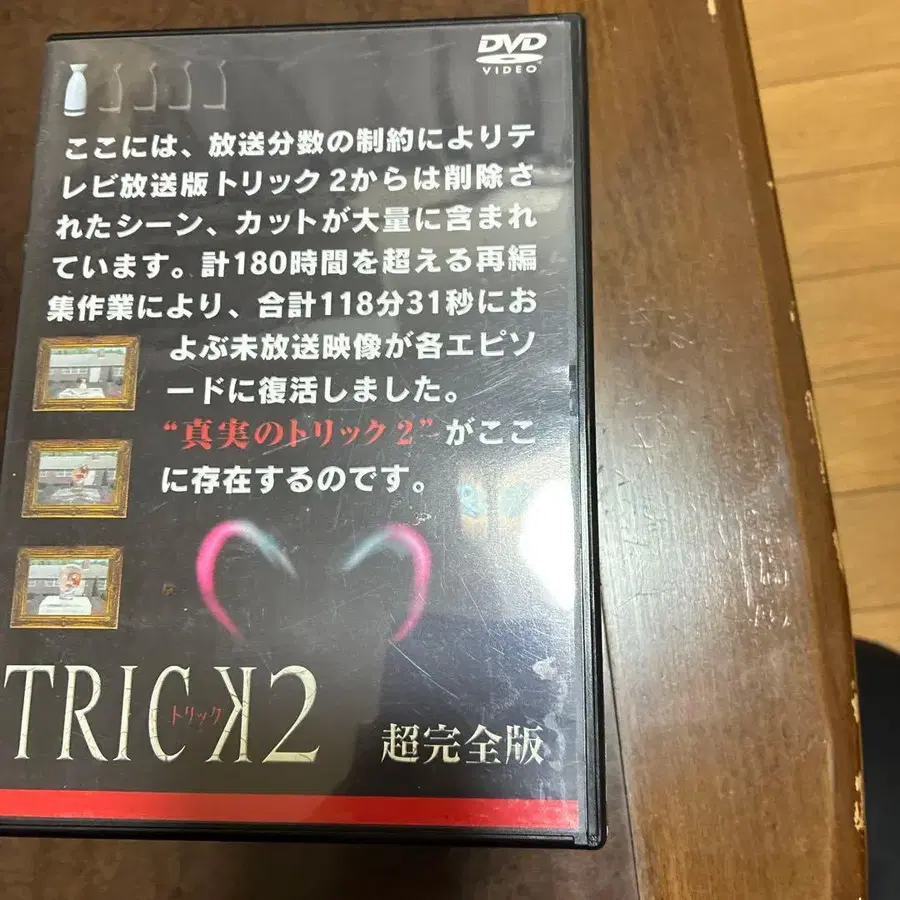 DVD
VIDEO
ここには、放送分数の制約によりテ
レビ放送版トリック2からは削除さ
れたシーン、カットが大量に含まれ
ています。計180時間を超える再編
集作業により、合計118分31秒にお
よぶ未放送映像が各エピソ
ードに復活しました。
“真実のトリック2”がここ
に存在するのです。
TRICK2
トリック
超完全版